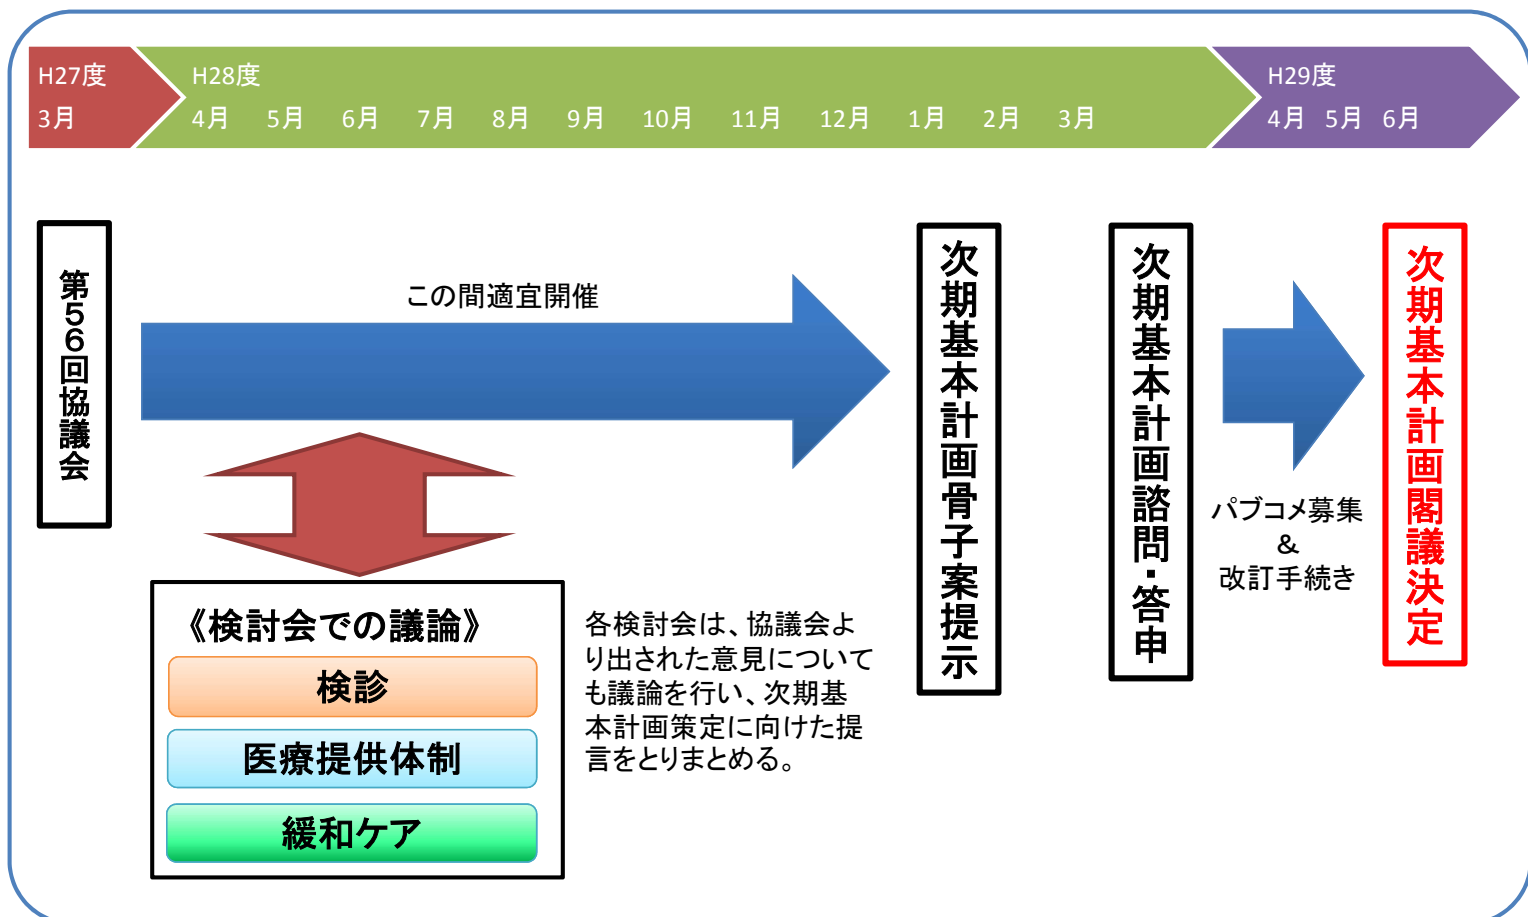 H27度
3月
H28度
4月 5月 6月 7月 8月 9月 10月 11月 12月 1月 2月 3月
H29度
4月 5月 6月
第56回協議会
この間適宜開催
次期基本計画骨子案提示
次期基本計画諮問・答申
パブコメ募集
&
改訂手続き
次期基本計画閣議決定
《検討会での議論》
検診
医療提供体制
緩和ケア
各検討会は、協議会よ
り出された意見について
も議論を行い、次期基
本計画策定に向けた提
言をとりまとめる。